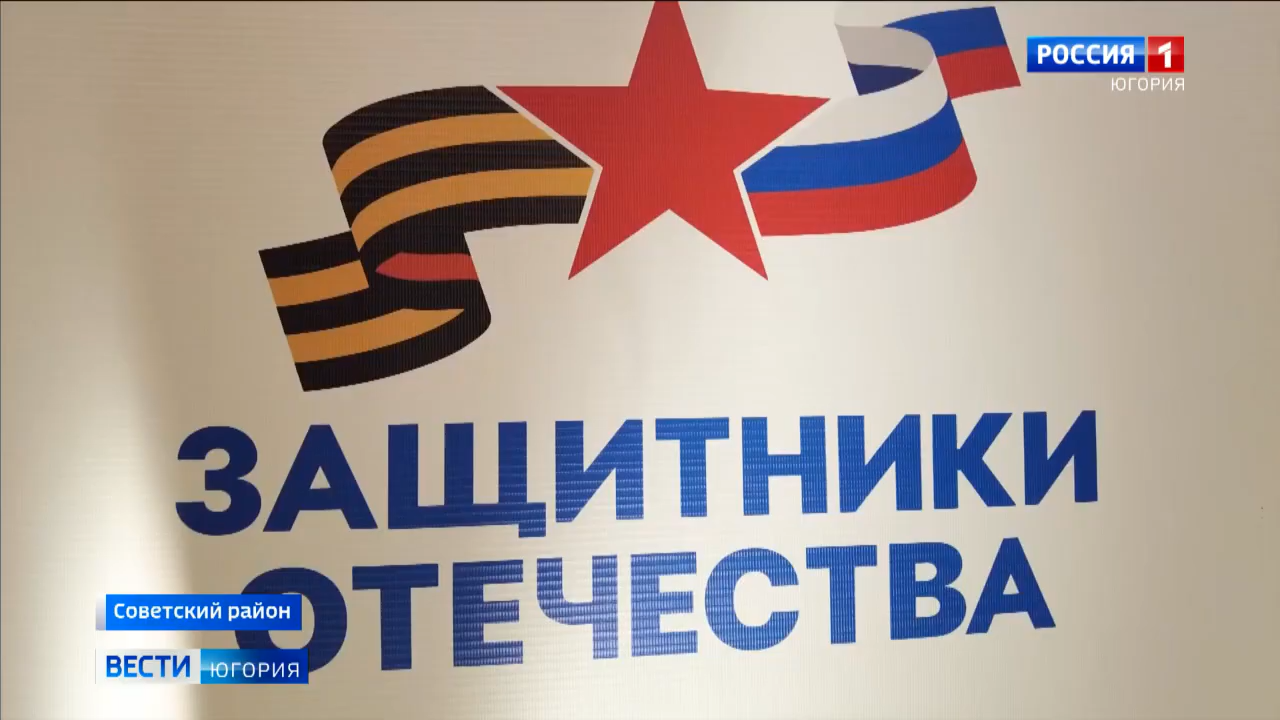 РОССИЯ 1
ЮГОРИЯ
ЗАЩИТНИКИ
ОТЕЧЕСТВА
Советский район
ВЕСТИ ЮГОРИЯ